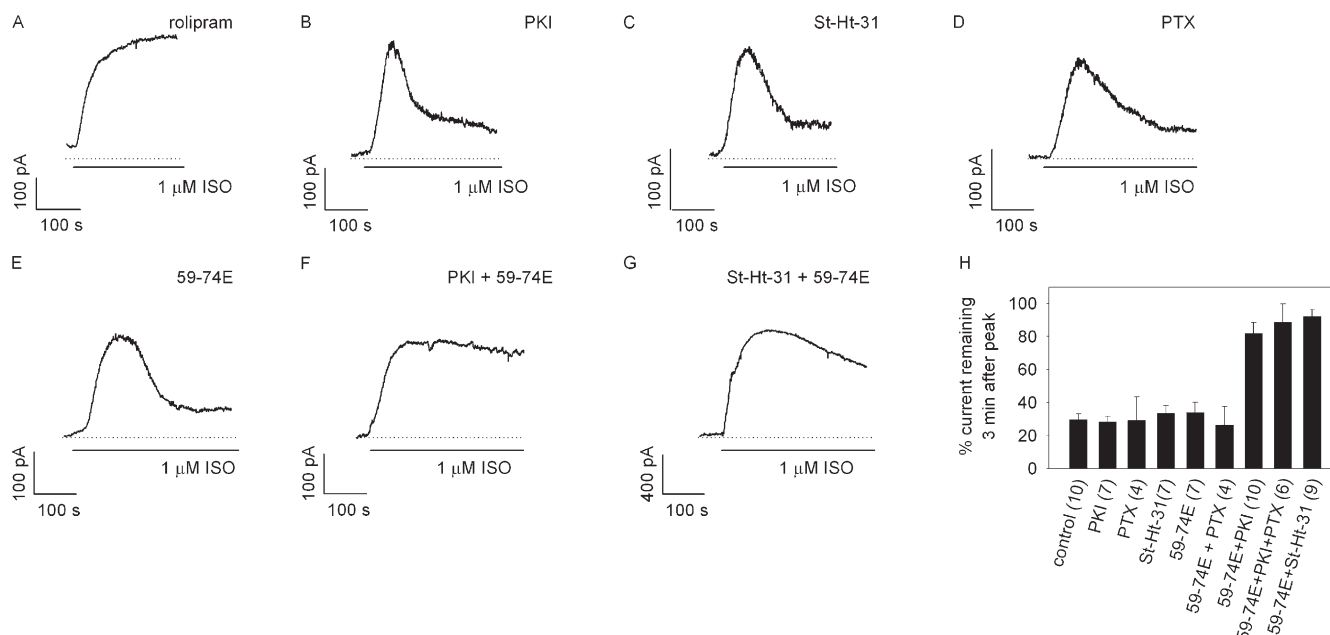 A
rolipram
100 pA
100 s
1 μM ISO
B
PKI
100 pA
100 s
1 μM ISO
C
St-Ht-31
100 pA
100 s
1 μM ISO
D
PTX
100 pA
100 s
1 μM ISO
E
59-74E
100 pA
100 s
1 μM ISO
F
PKI + 59-74E
100 pA
100 s
1 μM ISO
G
St-Ht-31 + 59-74E
400 pA
100 s
1 μM ISO
H
% current remaining
3 min after peak
100
80
60
40
20
0
control (10)
PKI (7)
PTX (4)
St-Ht-31(7)
59-74E (7)
59-74E + PTX (4)
59-74E+PKI (10)
59-74E+PKI+PTX (6)
59-74E+St-Ht-31 (9)